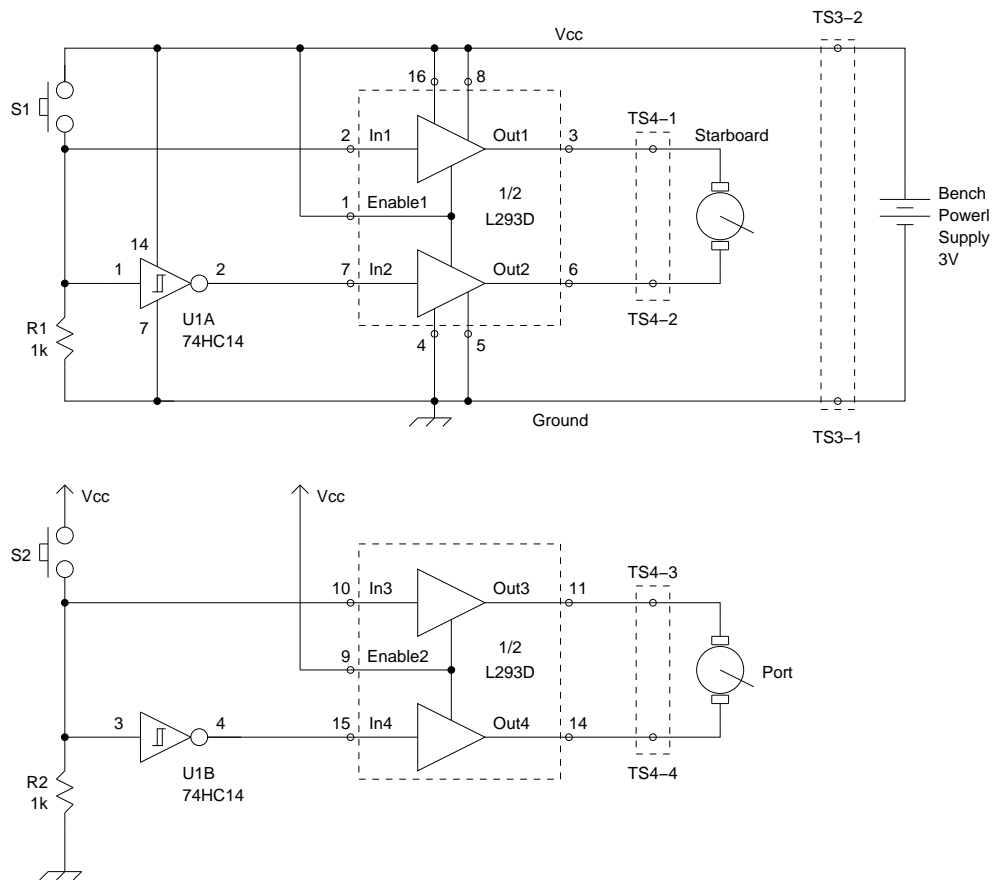 TS3–2
Vcc
16
8
S1
2
In1
Out1
3
TS4–1
Starboard
1
Enable1
1/2
L293D
Bench
Powerl
Supply
3V
14
1
2
7
In2
Out2
6
R1
1k
7
U1A
74HC14
4
5
TS4–2
Ground
TS3–1
Vcc
Vcc
S2
10
In3
Out3
11
TS4–3
9
Enable2
1/2
L293D
Port
3
4
15
In4
Out4
14
R2
1k
U1B
74HC14
TS4–4